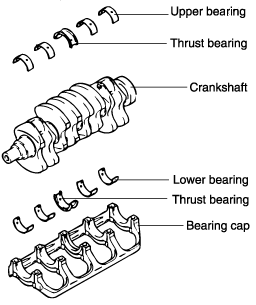 Upper bearing
Thrust bearing
Crankshaft
Lower bearing
Thrust bearing
Bearing cap